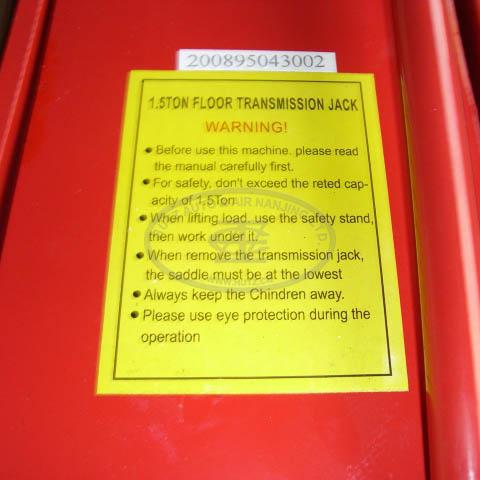 200895043002
1.5TON FLOOR TRANSMISSION JACK
WARNING!
● Before use this machine. please read
the manual carefully first.
● For safety, don't exceed the reted cap-
acity of 1.5Ton.
● When lifting load. use the safety stand,
then work under it.
● When remove the transmission jack,
the saddle must be at the lowest
● Always keep the Chindren away.
● Please use eye protection during the
operation